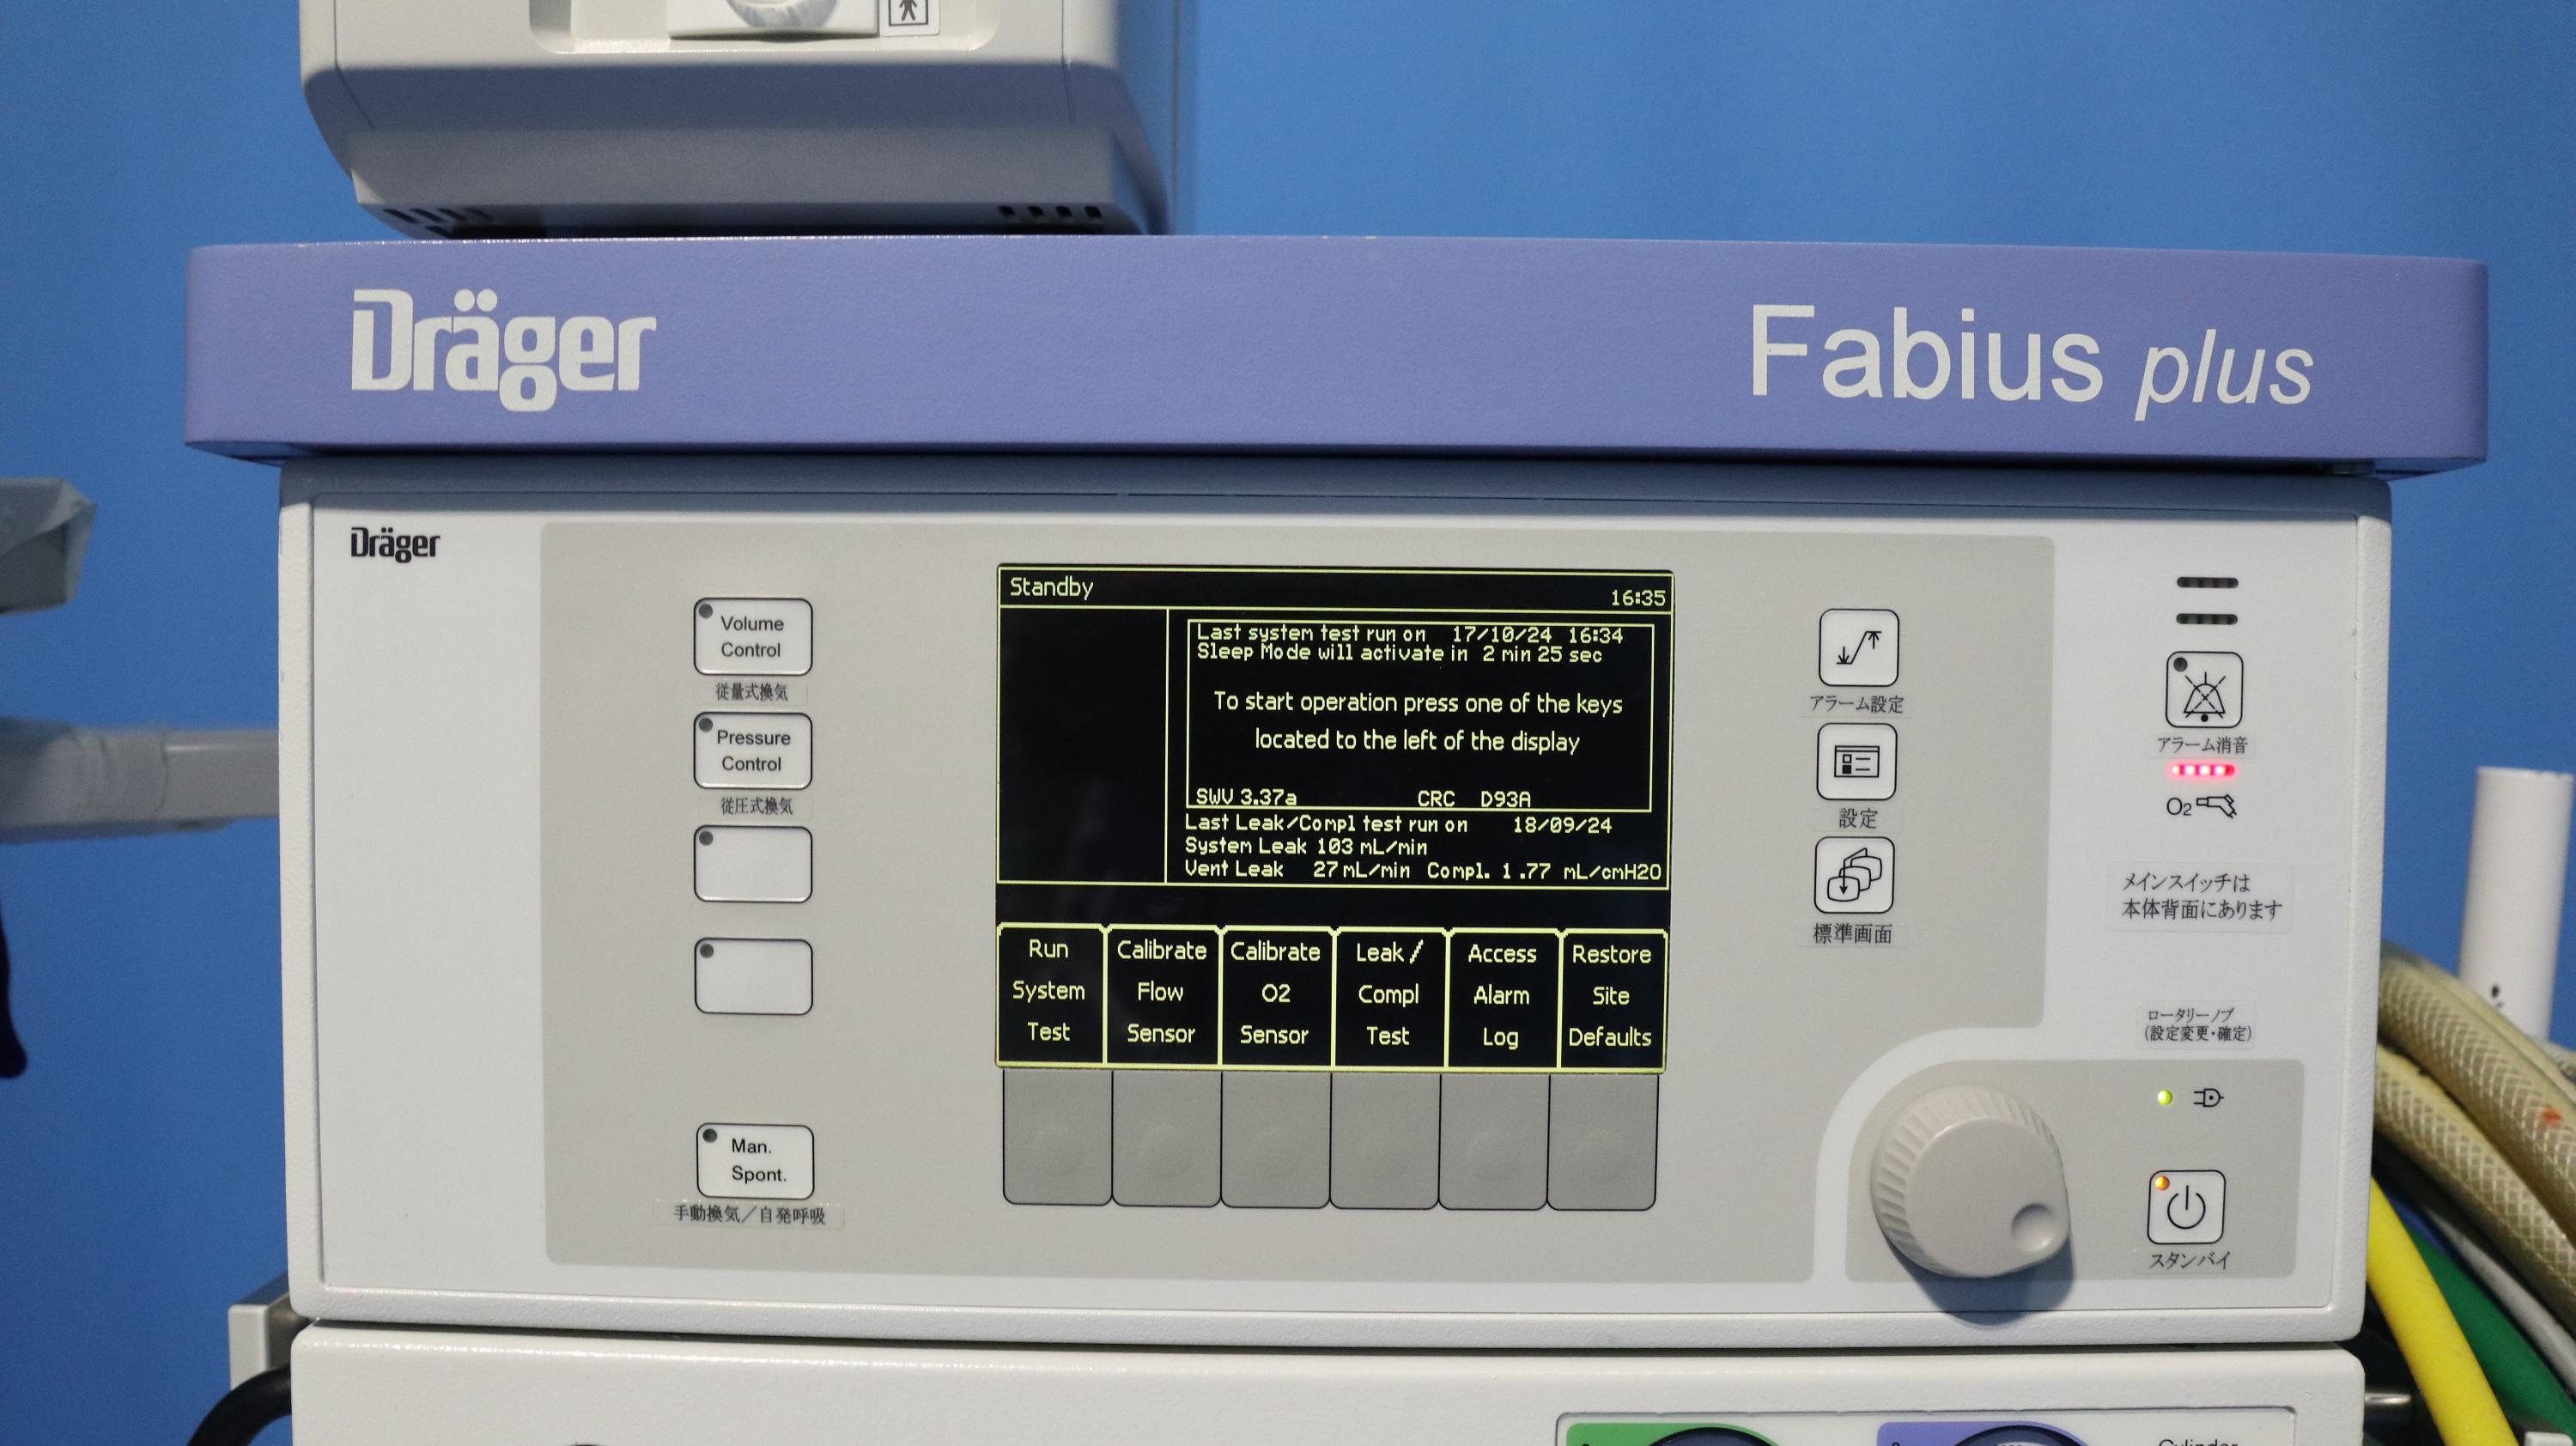 Dräger
Fabius plus
Dräger
Standby
16:35
Last system test run on 17/10/24 16:34
Sleep Mode will activate in 2 min 25 sec
To start operation press one of the keys
located to the left of the display
SWV 3.37a CRC D93A
Last Leak/Compl test run on 18/09/24
System Leak 103 mL/min
Vent Leak 27 mL/min Compl. 1.77 mL/cmH2O
Run
System
Test
Calibrate
Flow
Sensor
Calibrate
O2
Sensor
Leak /
Compl
Test
Access
Alarm
Log
Restore
Site
Defaults
Volume
Control
従量式換気
Pressure
Control
従圧式換気
Man.
Spont.
手動換気／自発呼吸
アラーム設定
設定
標準画面
アラーム消音
O2
メインスイッチは
本体背面にあります
ロータリーノブ
(設定変更・確定)
スタンバイ